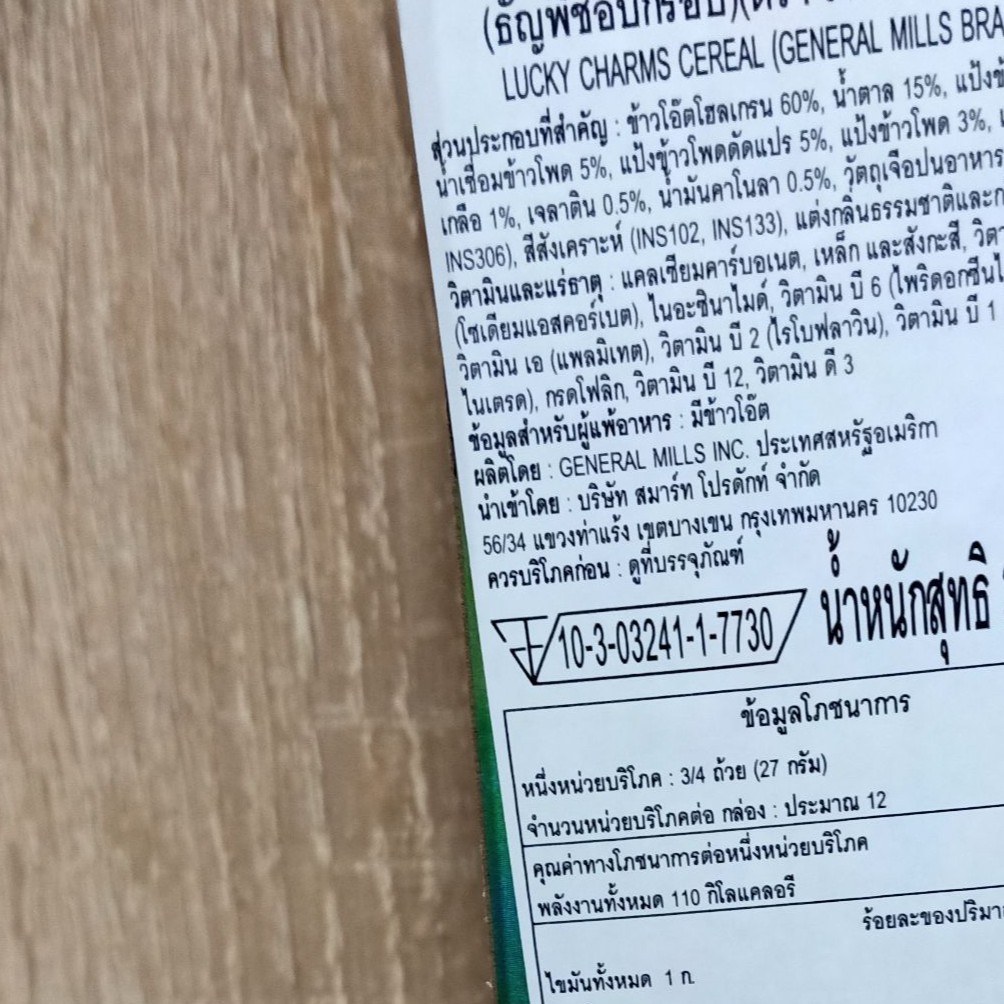 (ธัญพืชอบกรอบ)
LUCKY CHARMS CEREAL (GENERAL MILLS
ส่วนประกอบที่สำคัญ : ข้าวโอ๊ตโฮลเกรน 60%, น้ำตาล 15%,
น้ำเชื่อมข้าวโพด 5%, แป้งข้าวโพดดัดแปร 5%, แป้งข้าวโพด 3%,
เกลือ 1%, เจลาติน 0.5%, น้ำมันคาโนลา 0.5%, วัตถุเจือปนอาหาร
INS306), สีสังเคราะห์ (INS102, INS133), แต่งกลิ่นธรรมชาติและ
วิตามินและแร่ธาตุ : แคลเซียมคาร์บอเนต, เหล็ก และสังกะสี,
(โซเดียมแอสคอร์เบต), ไนอะซินาไมด์, วิตามิน บี 6
วิตามิน เอ (แพลมิเทต), วิตามิน บี 2 (ไรโบฟลาวิน), วิตามิน บี 1
ไนเตรด), กรดโฟลิก, วิตามิน บี 12, วิตามิน ดี 3
ข้อมูลสำหรับผู้แพ้อาหาร : มีข้าวโอ๊ต
ผลิตโดย : GENERAL MILLS INC. ประเทศสหรัฐอเมริกา
นำเข้าโดย : บริษัท สมาร์ท โปรดักท์ จำกัด
56/34 แขวงท่าแร้ง เขตบางเขน กรุงเทพมหานคร 10230
ควรบริโภคก่อน : ดูที่บรรจุภัณฑ์
10-3-03241-1-7730 น้ำหนักสุทธิ
ข้อมูลโภชนาการ
หนึ่งหน่วยบริโภค : 3/4 ถ้วย (27 กรัม)
จำนวนหน่วยบริโภคต่อ กล่อง : ประมาณ 12
คุณค่าทางโภชนาการต่อหนึ่งหน่วยบริโภค
พลังงานทั้งหมด 110 กิโลแคลอรี
ร้อยละของ
ไขมันทั้งหมด 1 ก.